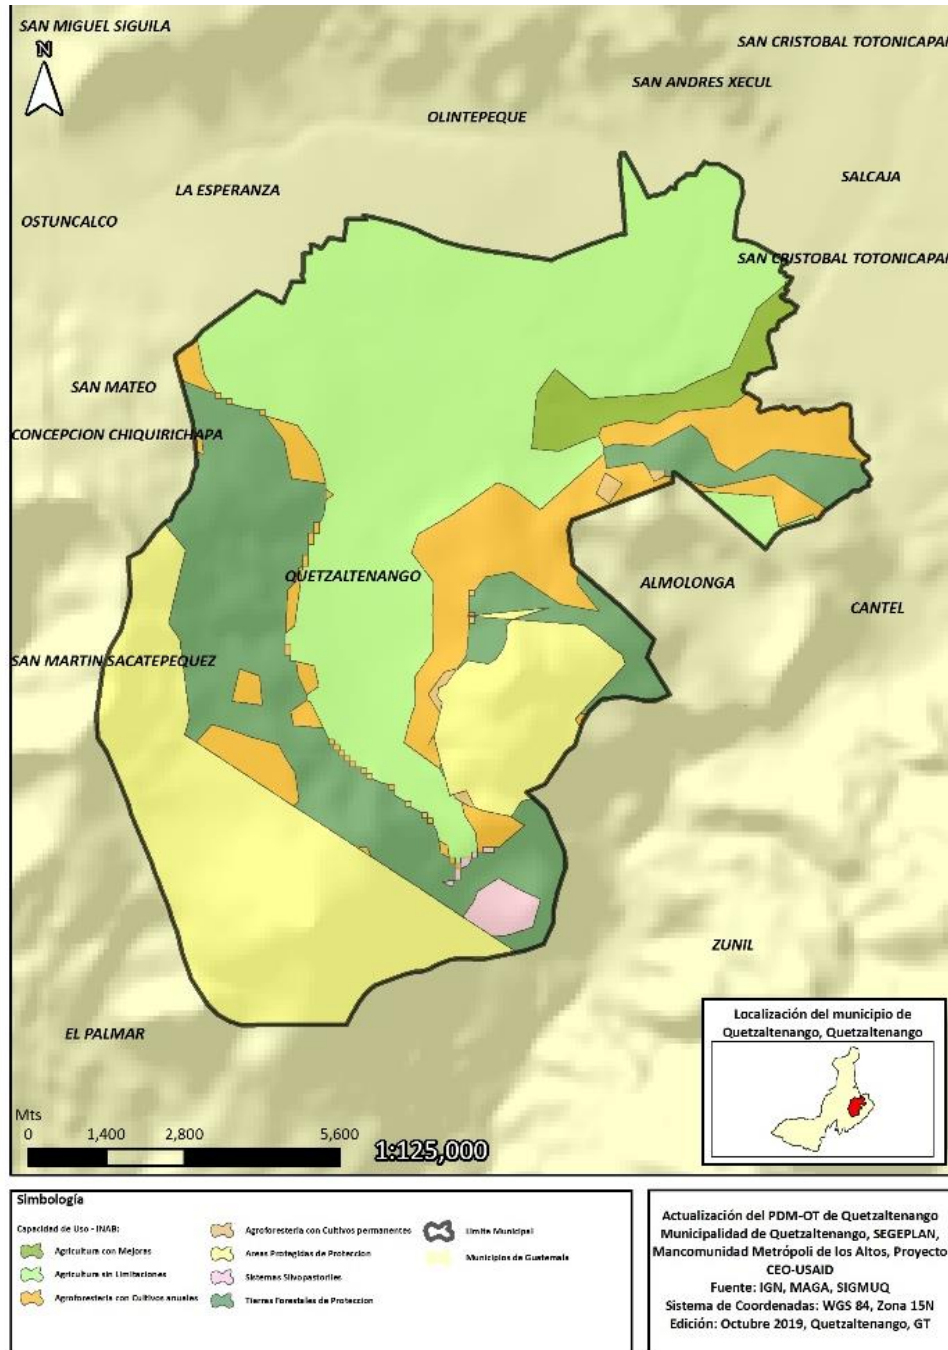 SAN MIGUEL SIGUILA
N
SAN CRISTOBAL TOTONICAPAN
SAN ANDRES XECUL
OLINTEPEQUE
LA ESPERANZA
SALCAJA
OSTUNCALCO
SAN CRISTOBAL TOTONICAPAN
SAN MATEO
CONCEPCION CHIQUIRICHAPA
QUETZALTENANGO
ALMOLONGA
CANTEL
SAN MARTIN SACATEPEQUEZ
ZUNIL
EL PALMAR
Localización del municipio de
Quetzaltenango, Quetzaltenango
Mts
0 1,400 2,800 5,600
1:125,000
Simbología
Capacidad de Uso - INAB:
Agricultura con Mejoras
Agricultura sin Limitaciones
Agroforesteria con Cultivos anuales
Agroforesteria con Cultivos permanentes
Areas Protegidas de Proteccion
Sistemas Silvopastoriles
Tierras Forestales de Proteccion
Limite Municipal
Municipios de Guatemala
Actualización del PDM-OT de Quetzaltenango
Municipalidad de Quetzaltenango, SEGEPLAN,
Mancomunidad Metrópoli de los Altos, Proyecto
CEO-USAID
Fuente: IGN, MAGA, SIGMUQ
Sistema de Coordenadas: WGS 84, Zona 15N
Edición: Octubre 2019, Quetzaltenango, GT